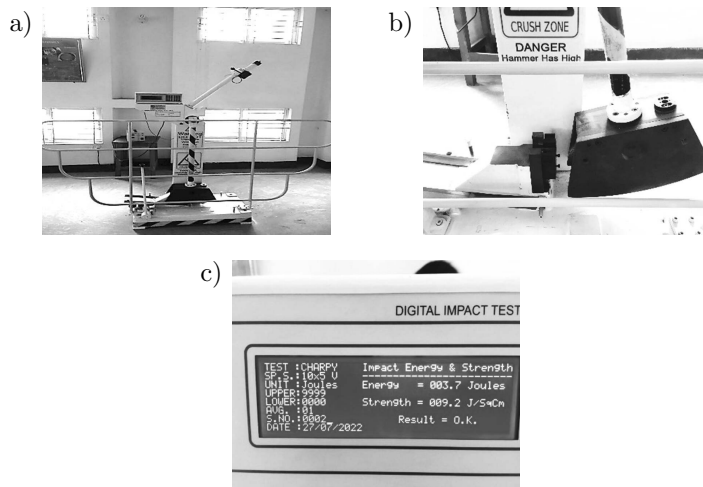 a)
b)
CRUSH ZONE
DANGER
Hammer Has High
c)
DIGITAL IMPACT TEST
TEST :CHARPY
SP.S.:10x5 V
UNIT :Joules
UPPER:9999
LOWER:0000
AVG. :01
S.NO.:0002_
DATE :27/07/2022
Impact Energy & Strength
Energy = 003.7 Joules
Strength = 009.2 J/SqCm
Result = O.K.